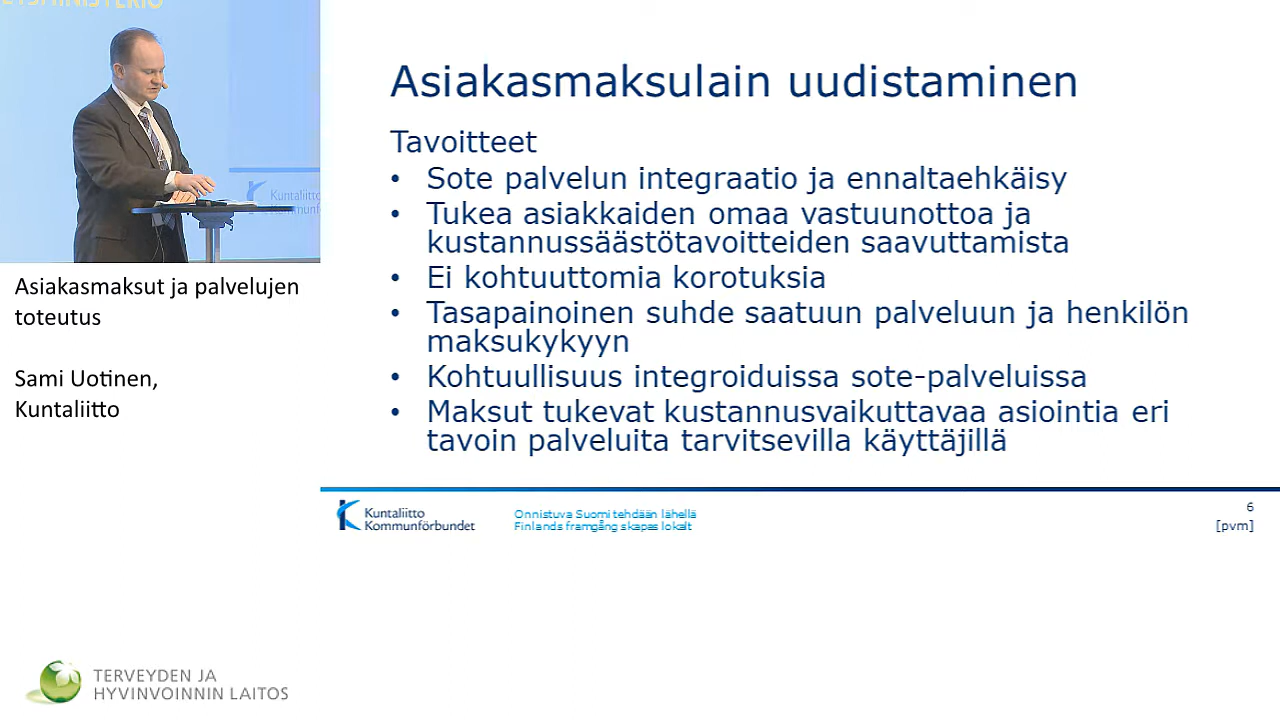 Asiakasmaksulain uudistaminen
Tavoitteet
• Sote palvelun integraatio ja ennaltaehkäisy
• Tukea asiakkaiden omaa vastuunottoa ja
kustannussäästötavoitteiden saavuttamista
• Ei kohtuuttomia korotuksia
• Tasapainoinen suhde saatuun palveluun ja henkilön
maksukykyyn
• Kohtuullisuus integroiduissa sote-palveluissa
• Maksut tukevat kustannusvaikuttavaa asiointia eri
tavoin palveluita tarvitsevilla käyttäjillä
Kuntaliitto
Kommunförbundet
Onnistuva Suomi tehdään lähellä
Finlands framgång skapas lokalt
6
[pvm]
Kuntaliitto
Asiakasmaksut ja palvelujen
toteutus
Sami Uotinen,
Kuntaliitto
TERVEYDEN JA
HYVINVOINNIN LAITOS